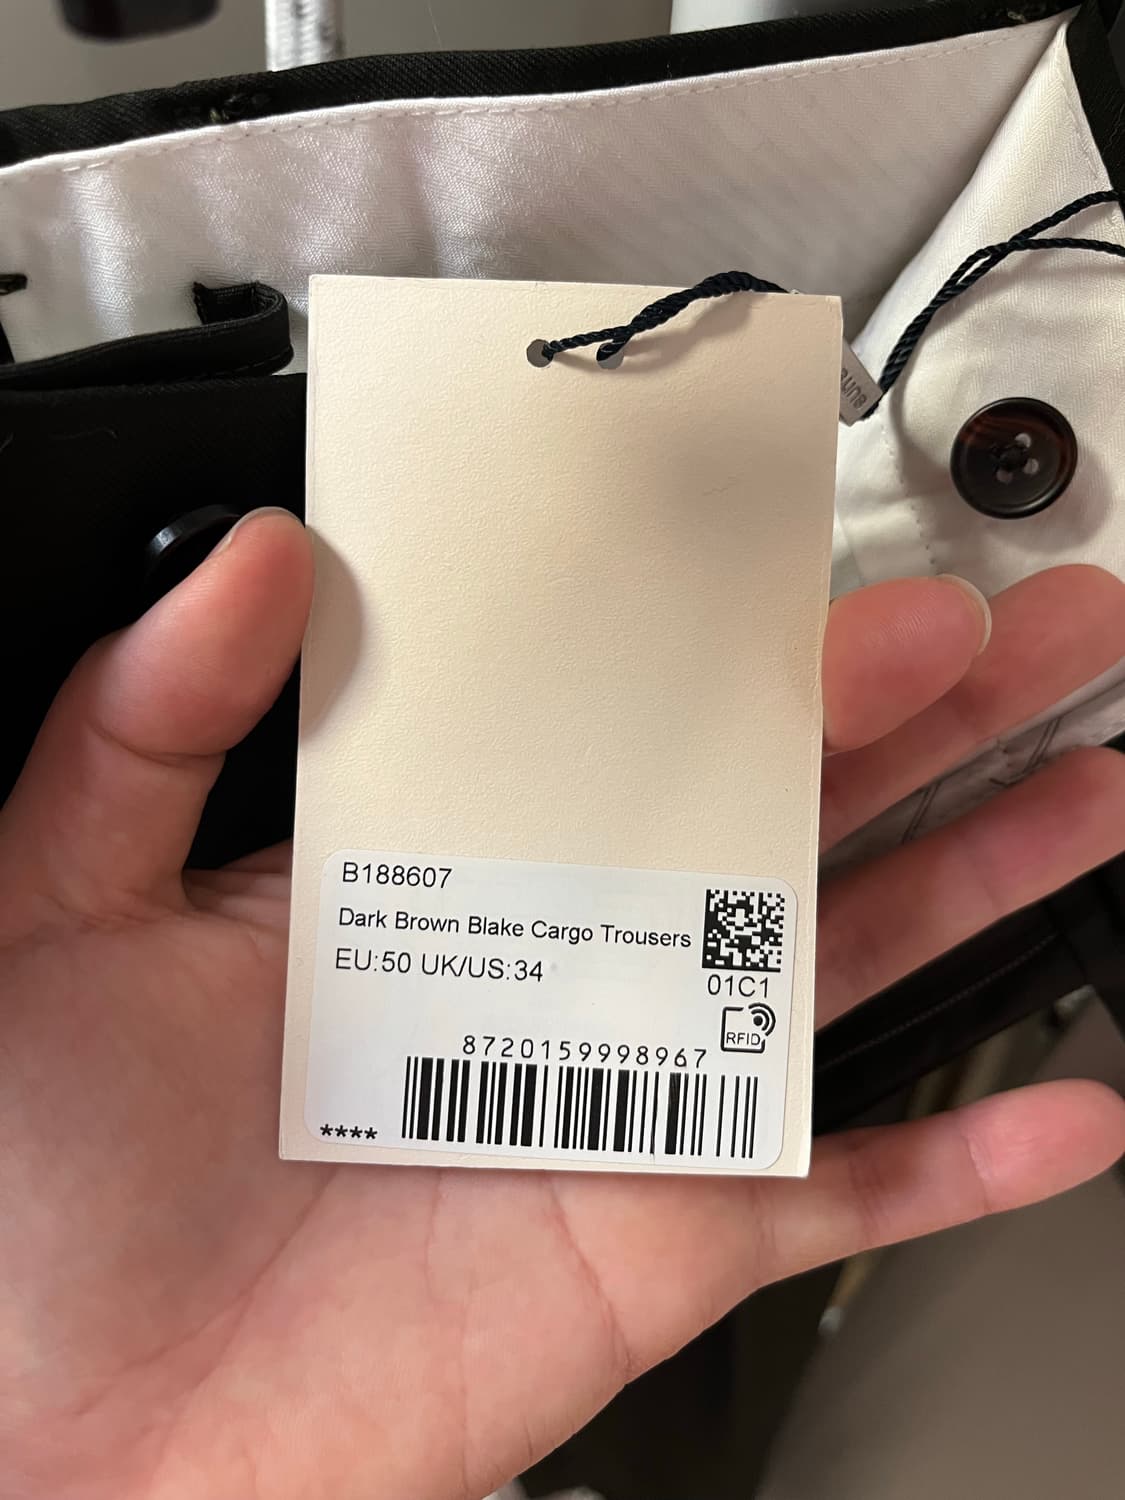 B188607
Dark Brown Blake Cargo Trousers
EU:50 UK/US:34
01C1
RFID
8720159998967
****